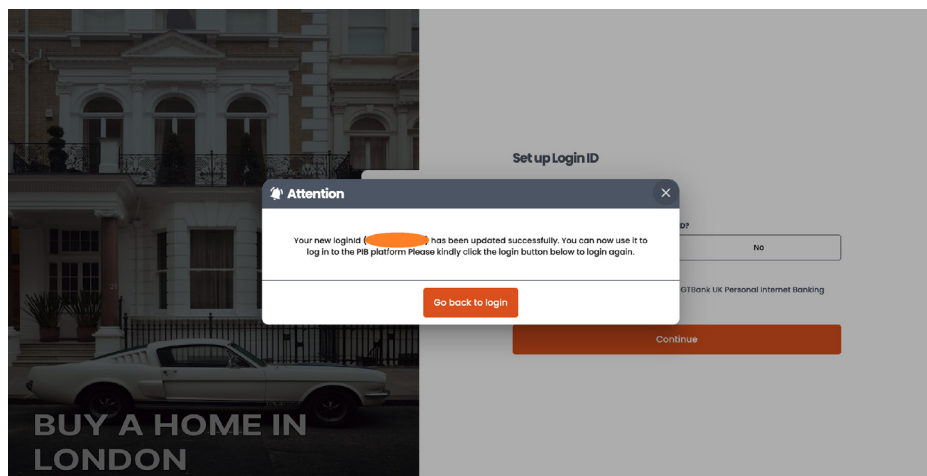 Set up Login ID
Attention
Your new loginId ( ) has been updated successfully. You can now use it to
log in to the PIB platform Please kindly click the login button below to login again.
Go back to login
D?
No
GTBank UK Personal Internet Banking
Continue
BUY A HOME IN
LONDON